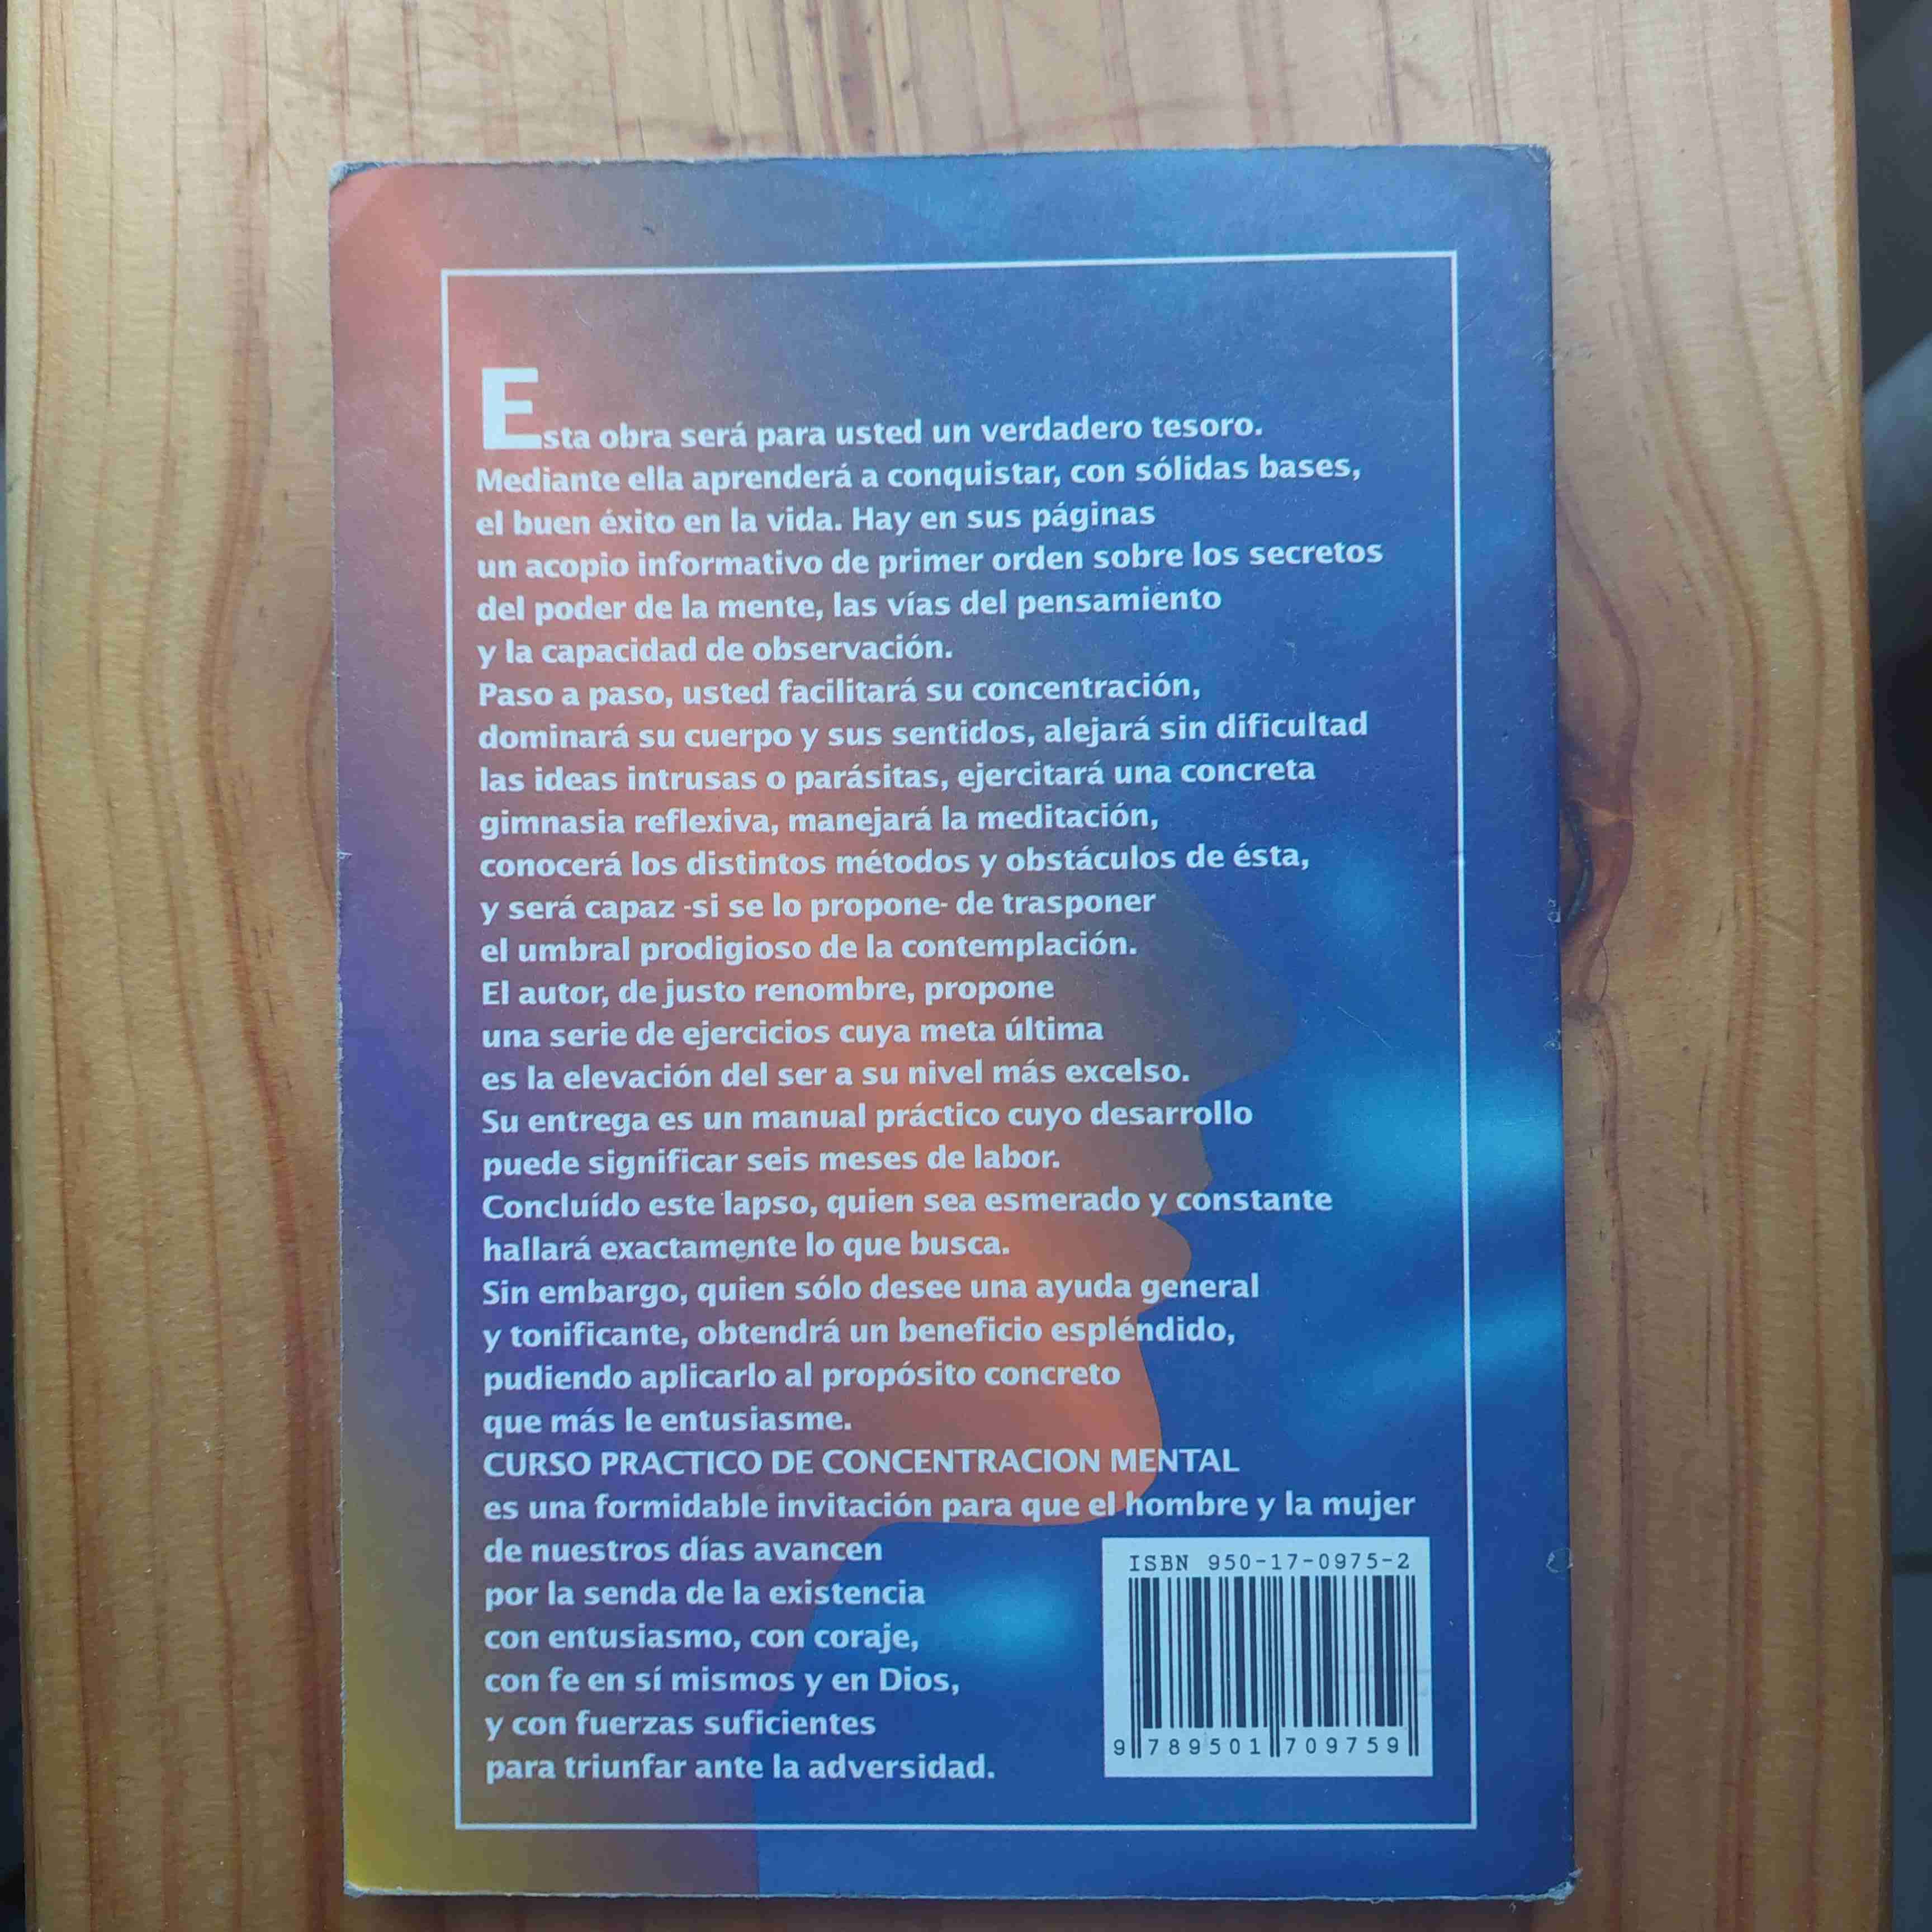 Esta obra será para usted un verdadero tesoro.
Mediante ella aprenderá a conquistar, con sólidas bases,
el buen éxito en la vida. Hay en sus páginas
un acopio informativo de primer orden sobre los secretos
del poder de la mente, las vías del pensamiento
y la capacidad de observación.
Paso a paso, usted facilitará su concentración,
dominará su cuerpo y sus sentidos, alejará sin dificultad
las ideas intrusas o parásitas, ejercitará una concreta
gimnasia reflexiva, manejará la meditación,
conocerá los distintos métodos y obstáculos de ésta,
y será capaz -si se lo propone- de trasponer
el umbral prodigioso de la contemplación.
El autor, de justo renombre, propone
una serie de ejercicios cuya meta última
es la elevación del ser a su nivel más excelso.
Su entrega es un manual práctico cuyo desarrollo
puede significar seis meses de labor.
Concluído este lapso, quien sea esmerado y constante
hallará exactamente lo que busca.
Sin embargo, quien sólo desee una ayuda general
y tonificante, obtendrá un beneficio espléndido,
pudiendo aplicarlo al propósito concreto
que más le entusiasme.
CURSO PRACTICO DE CONCENTRACION MENTAL
es una formidable invitación para que el hombre y la mujer
de nuestros días avancen
por la senda de la existencia
con entusiasmo, con coraje,
con fe en sí mismos y en Dios,
y con fuerzas suficientes
para triunfar ante la adversidad.
ISBN 950-17-0975-2
9 789501 709759